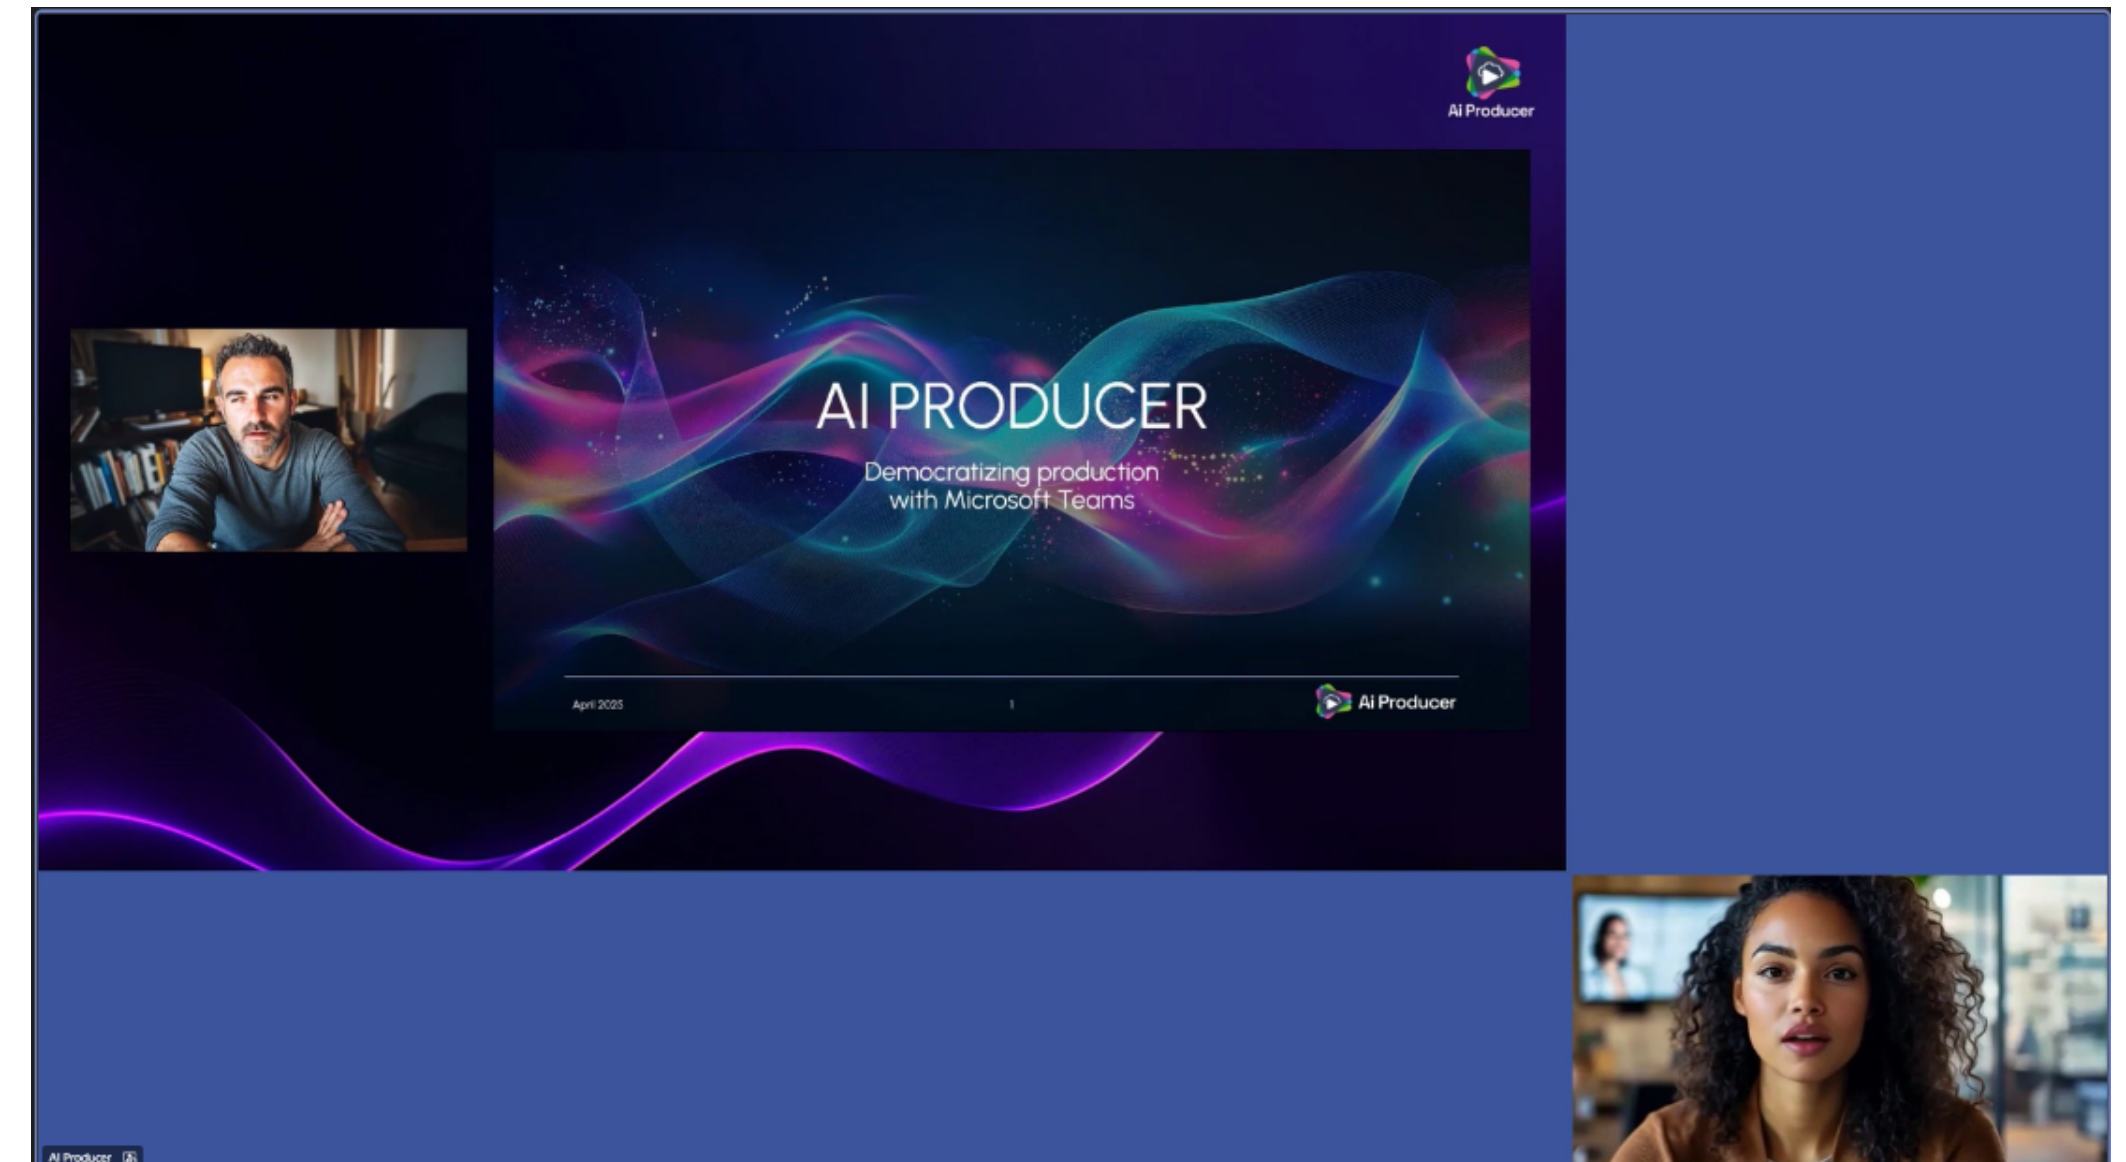 Ai Producer
AI PRODUCER
Democratizing production
with Microsoft Teams
April 2025
1
Ai Producer
AI Producer